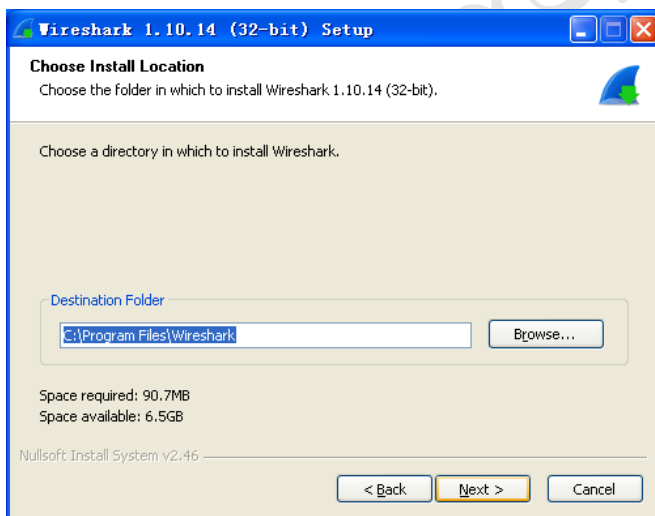 Wireshark 1.10.14 (32-bit) Setup
Choose Install Location
Choose the folder in which to install Wireshark 1.10.14 (32-bit).
Choose a directory in which to install Wireshark.
Destination Folder
C:\Program Files\Wireshark
Browse...
Space required: 90.7MB
Space available: 6.5GB
Nullsoft Install System v2.46
< Back Next > Cancel